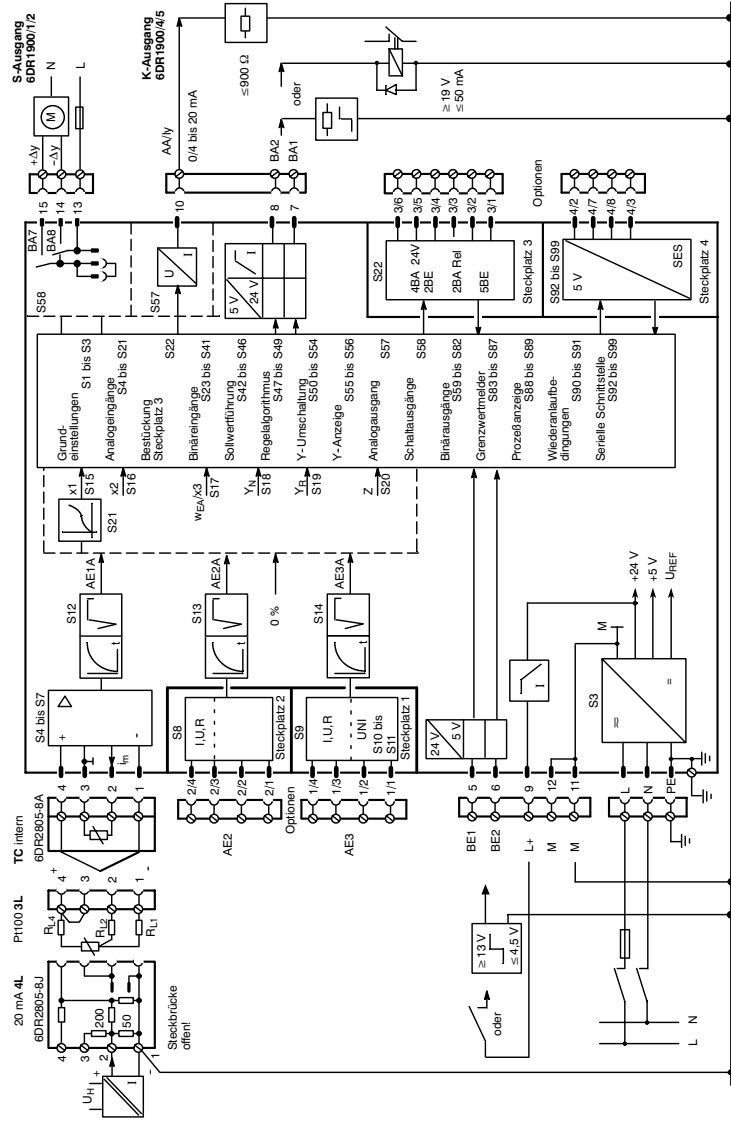 20 mA 4L
6DR2805-8J
4
3
2
1
200
50
Steckbrücke
offen!
UH
+
-
I
Pt100 3L
RL4
RL2
RL1
4
3
2
1
+
-
TC intern
6DR2805-8A
4
3
2
1
im
S4 bis S7
+
-
S12
t
AE1A
AE2
2/4
2/3
2/2
2/1
S8
I,U,R
Steckplatz 2
S13
t
AE2A
Optionen
0 %
AE3
1/4
1/3
1/2
1/1
S9
I,U,R
UNI
S10 bis
S11
Steckplatz 1
S14
t
AE3A
S21
x1
S15
x2
S16
wEA/x3
S17
YN
S18
YR
S19
Z
S20
Grund-
einstellungen
S1 bis S3
Analogeingänge
S4 bis S21
Bestückung
Steckplatz 3
S22
Binäreingänge
S23 bis S41
Sollwertführung
S42 bis S46
Regelalgorithmus
S47 bis S49
Y-Umschaltung
S50 bis S54
Y-Anzeige
S55 bis S56
Analogausgang
S57
Schaltausgänge
S58
Binärausgänge
S59 bis S82
Grenzwertmelder
S83 bis S87
Prozeßanzeige
S88 bis S89
Wiederanlaufbe-
dingungen
S90 bis S91
Serielle Schnittstelle
S92 bis S99
S58
BA7
BA8
15
14
13
+Δy
-Δy
M
N
L
S-Ausgang
6DR1900/1/2
S57
U
I
10
AA/Iy
0/4 bis 20 mA
K-Ausgang
6DR1900/4/5
≤900 Ω
5 V
24 V
I
8
7
BA2
BA1
oder
≥ 19 V
≤ 50 mA
S22
4BA 24V
2BE
2BA Rel
5BE
Steckplatz 3
3/6
3/5
3/4
3/3
3/2
3/1
Optionen
S92 bis S99
5 V
SES
Steckplatz 4
4/2
4/7
4/8
4/3
24 V
5 V
BE1
5
BE2
6
L+
9
M
12
M
11
oder
≥ 13 V
≤ 4,5 V
I
M
+24 V
+5 V
UREF
S3
L
N
PE
N
L